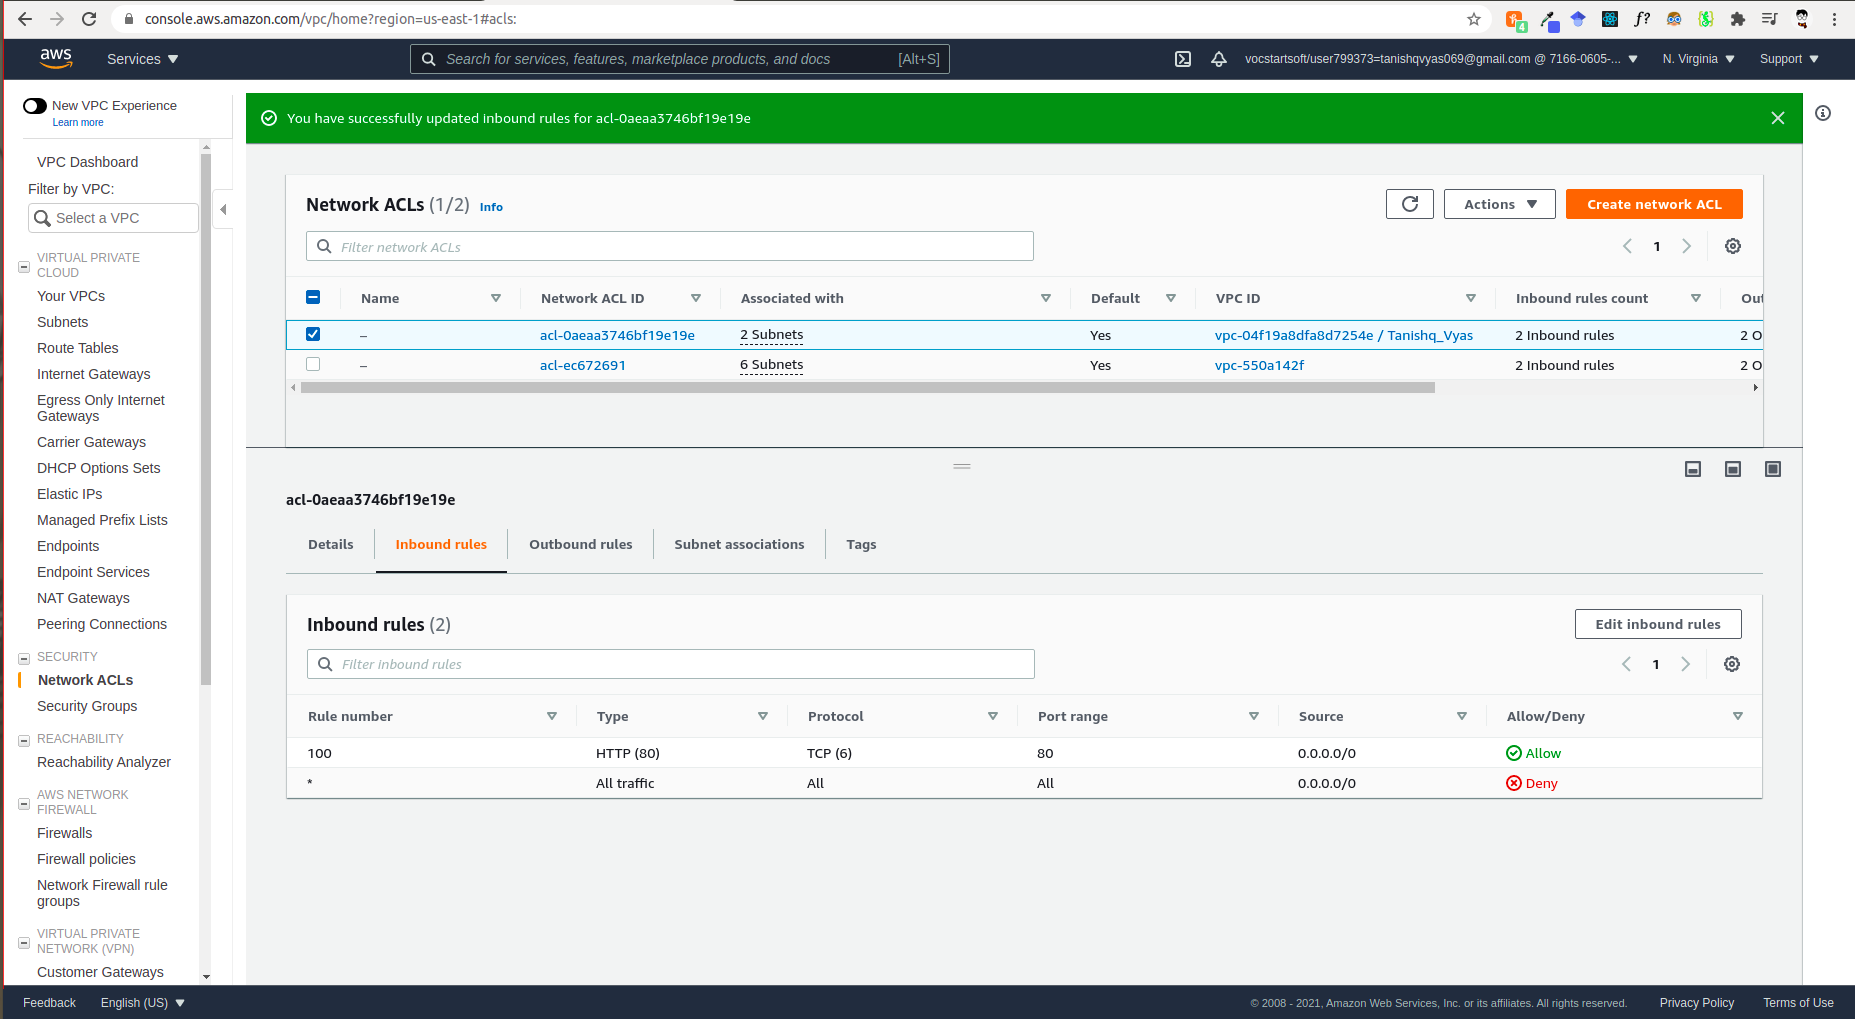 console.aws.amazon.com/vpc/home?region=us-east-1#acls:
4
f?
aws
Services
Search for services, features, marketplace products, and docs
[Alt+S]
vocstartsoft/user799373=tanishqvyas069@gmail.com @ 7166-0605-...
N. Virginia
Support
New VPC Experience
Learn more
You have successfully updated inbound rules for acl-0aeaa3746bf19e19e
VPC Dashboard
Filter by VPC:
Select a VPC
VIRTUAL PRIVATE
CLOUD
Your VPCs
Subnets
Route Tables
Internet Gateways
Egress Only Internet
Gateways
Carrier Gateways
DHCP Options Sets
Elastic IPs
Managed Prefix Lists
Endpoints
Endpoint Services
NAT Gateways
Peering Connections
SECURITY
Network ACLs
Security Groups
REACHABILITY
Reachability Analyzer
AWS NETWORK
FIREWALL
Firewalls
Firewall policies
Network Firewall rule
groups
VIRTUAL PRIVATE
NETWORK (VPN)
Customer Gateways
Network ACLs (1/2) Info
Actions
Create network ACL
Filter network ACLs
1
Name Network ACL ID Associated with Default VPC ID Inbound rules count Out
– acl-0aeaa3746bf19e19e 2 Subnets Yes vpc-04f19a8dfa8d7254e / Tanishq_Vyas 2 Inbound rules 2 O
– acl-ec672691 6 Subnets Yes vpc-550a142f 2 Inbound rules 2 O
acl-0aeaa3746bf19e19e
Details Inbound rules Outbound rules Subnet associations Tags
Inbound rules (2)
Edit inbound rules
Filter inbound rules
1
Rule number Type Protocol Port range Source Allow/Deny
100 HTTP (80) TCP (6) 80 0.0.0.0/0 Allow
* All traffic All All 0.0.0.0/0 Deny
Feedback English (US)
© 2008 - 2021, Amazon Web Services, Inc. or its affiliates. All rights reserved. Privacy Policy Terms of Use